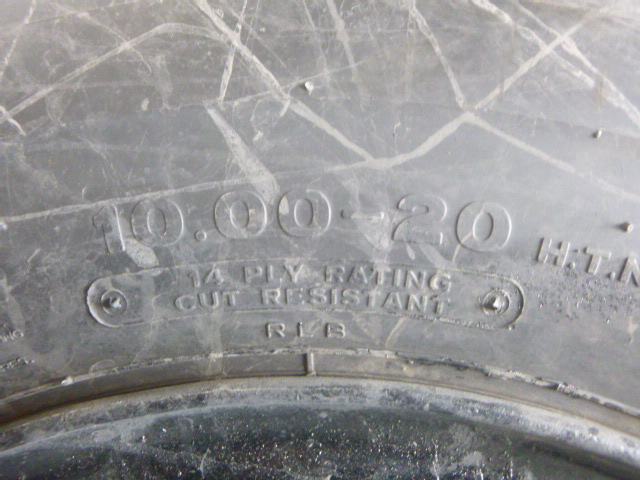 10.00-20
H.T.N
14 PLY RATING
CUT RESISTANT
RLB